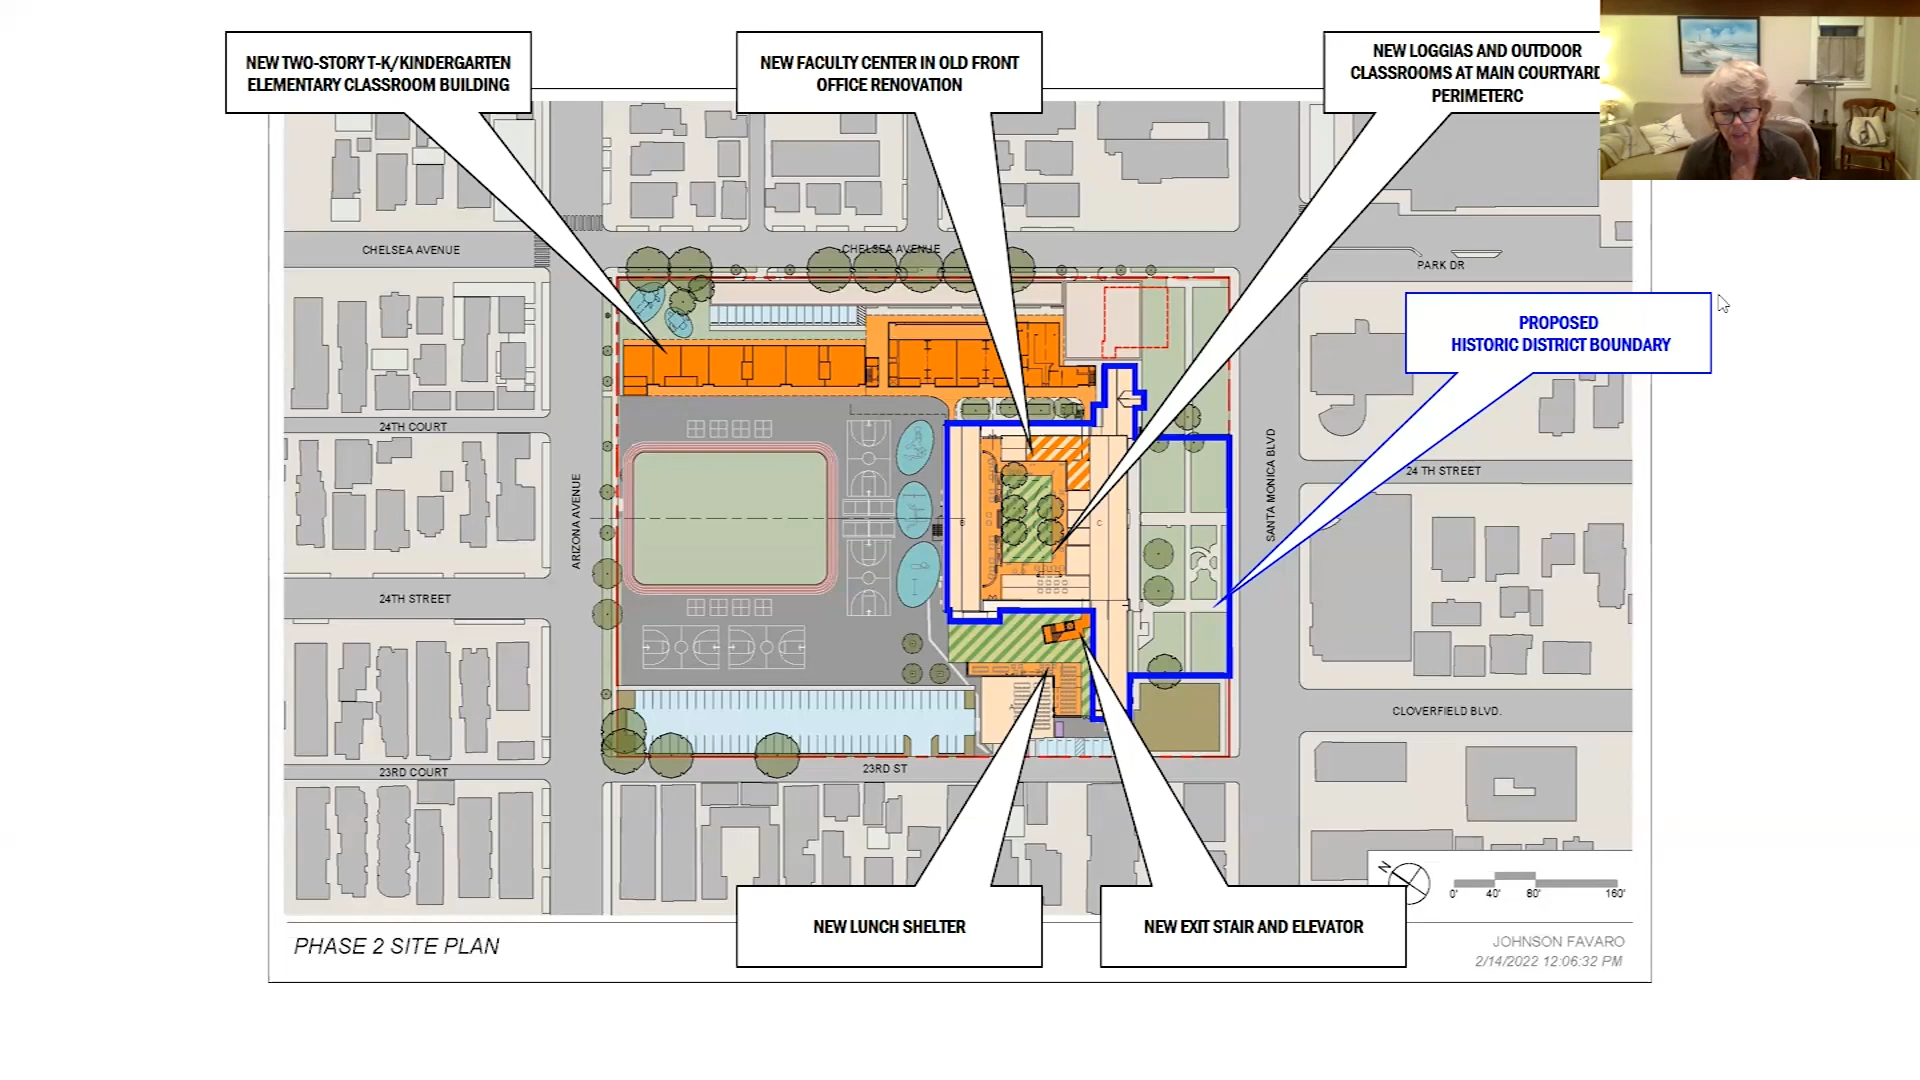 NEW TWO-STORY T-K/KINDERGARTEN
ELEMENTARY CLASSROOM BUILDING
NEW FACULTY CENTER IN OLD FRONT
OFFICE RENOVATION
NEW LOGGIAS AND OUTDOOR
CLASSROOMS AT MAIN COURTYARD
PERIMETERC
CHELSEA AVENUE
CHELSEA AVENUE
PARK DR
PROPOSED
HISTORIC DISTRICT BOUNDARY
24TH COURT
24 TH STREET
ARIZONA AVENUE
SANTA MONICA BLVD
B
C
24TH STREET
CLOVERFIELD BLVD.
23RD COURT
23RD ST
N
0'
40'
80'
160'
NEW LUNCH SHELTER
NEW EXIT STAIR AND ELEVATOR
PHASE 2 SITE PLAN
JOHNSON FAVARO
2/14/2022 12:06:32 PM